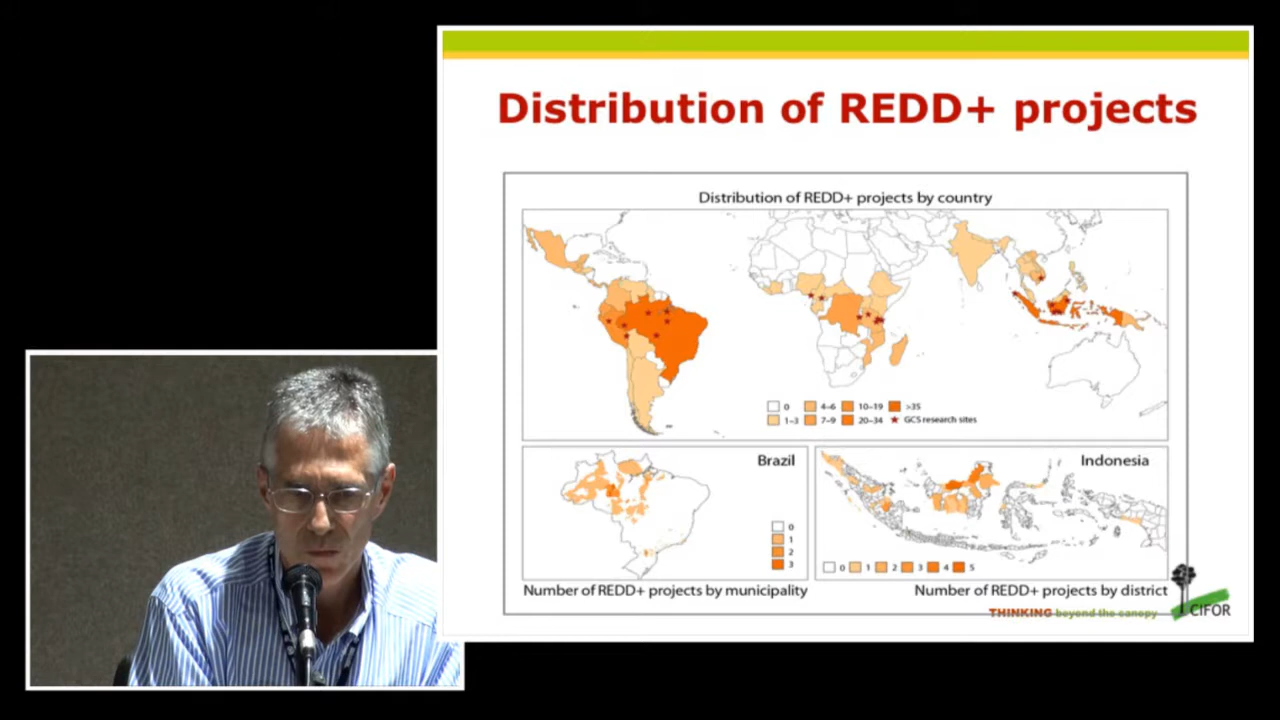 Distribution of REDD+ projects
Distribution of REDD+ projects by country
0 4–6 10–19 >35
1–3 7–9 20–34 GCS research sites
Brazil
0
1
2
3
Number of REDD+ projects by municipality
Indonesia
0 1 2 3 4 5
Number of REDD+ projects by district
THINKING beyond the canopy
CIFOR